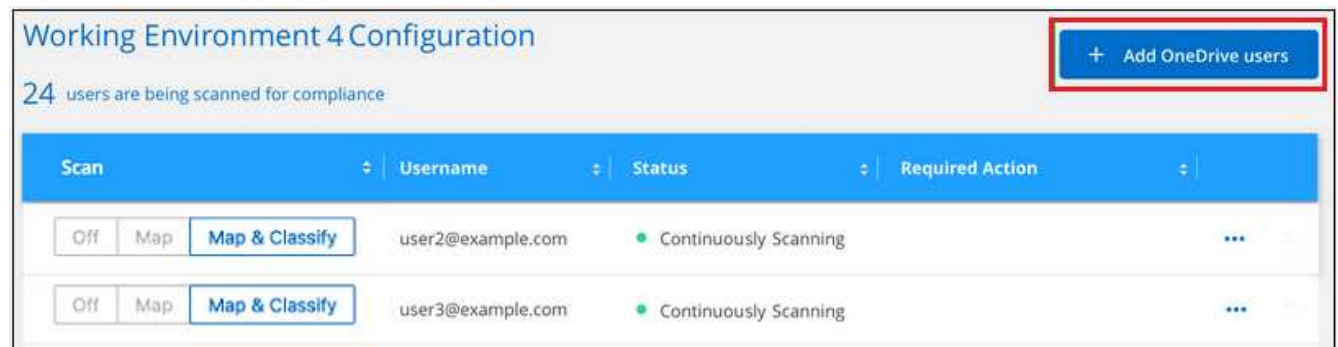 Working Environment 4 Configuration
+ Add OneDrive users
24 users are being scanned for compliance
Scan Username Status Required Action
Off Map Map & Classify user2@example.com Continuously Scanning ...
Off Map Map & Classify user3@example.com Continuously Scanning ...